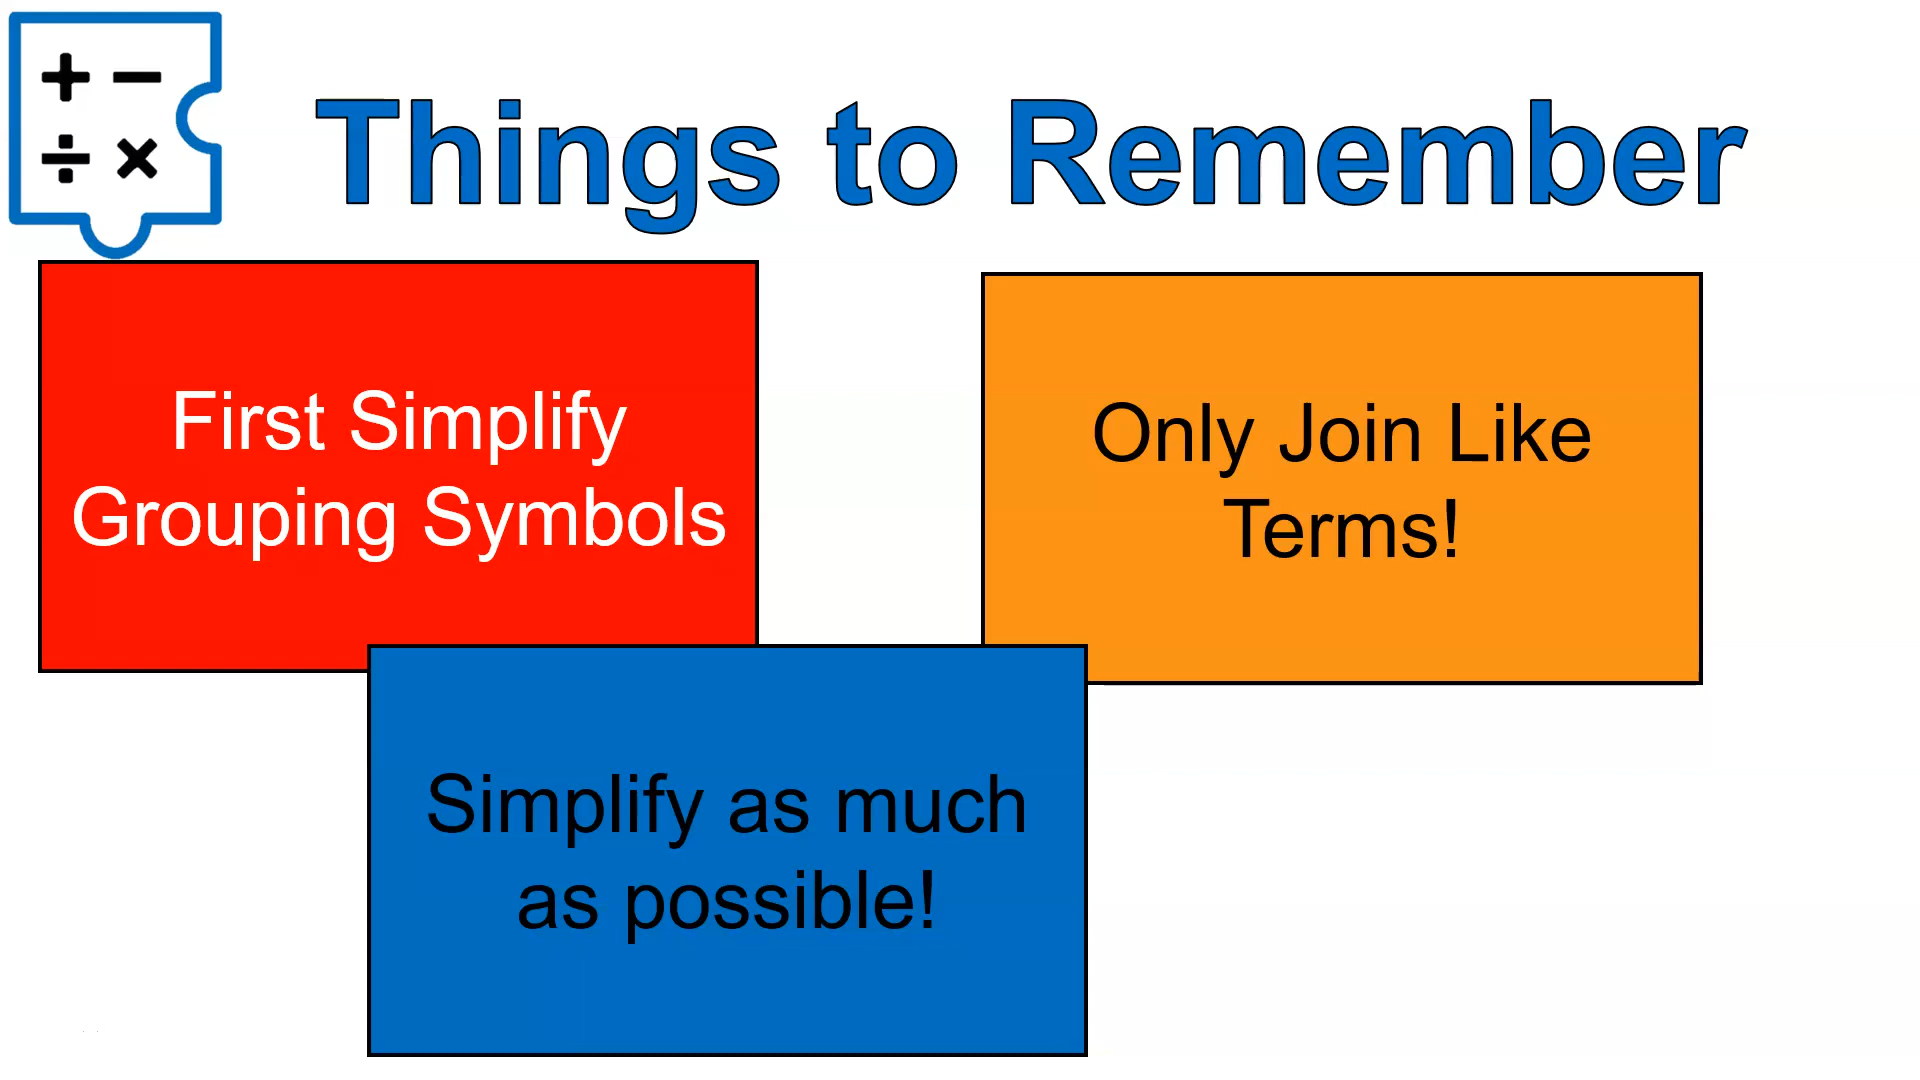 + −
÷ ×
Things to Remember
First Simplify
Grouping Symbols
Only Join Like
Terms!
Simplify as much
as possible!